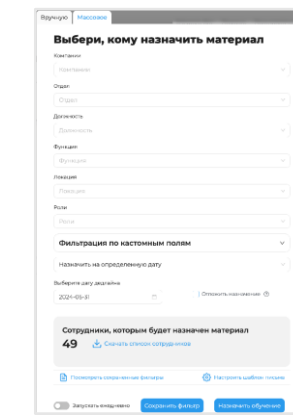 Вручную Массовое
Выбери, кому назначить материал
Компании
Компании
Отдел
Отдел
Должность
Должность
Функция
Функция
Локация
Локация
Роли
Роли
Фильтрация по кастомным полям
Назначить на определенную дату
Выберите дату дедлайна
2024-05-31
Отложить назначение
Сотрудники, которым будет назначен материал
49 Скачать список сотрудников
Посмотреть сохраненные фильтры Настроить шаблон письма
Запускать ежедневно Сохранить фильтр Назначить обучение